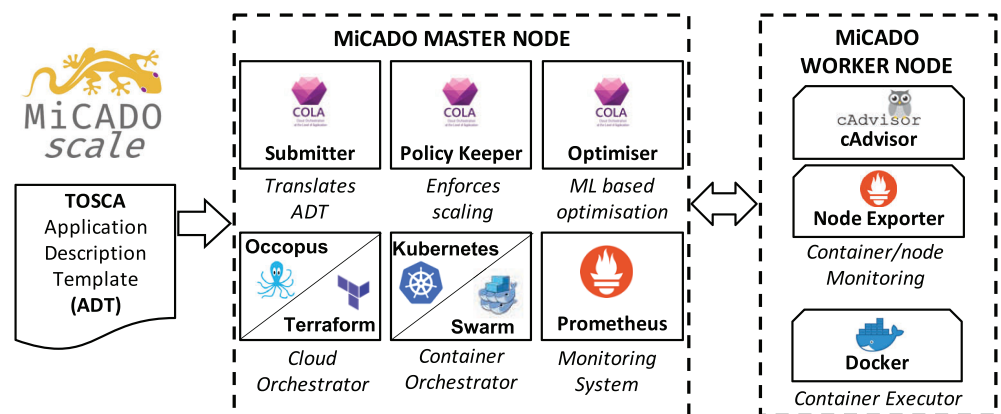 MiCADO
scale
TOSCA
Application
Description
Template
(ADT)
MiCADO MASTER NODE
COLA
Submitter
Translates
ADT
COLA
Policy Keeper
Enforces
scaling
COLA
Optimiser
ML based
optimisation
Occopus
Terraform
Cloud
Orchestrator
Kubernetes
Swarm
Container
Orchestrator
Prometheus
Monitoring
System
MiCADO
WORKER NODE
cAdvisor
cAdvisor
Node Exporter
Container/node
Monitoring
Docker
Container Executor